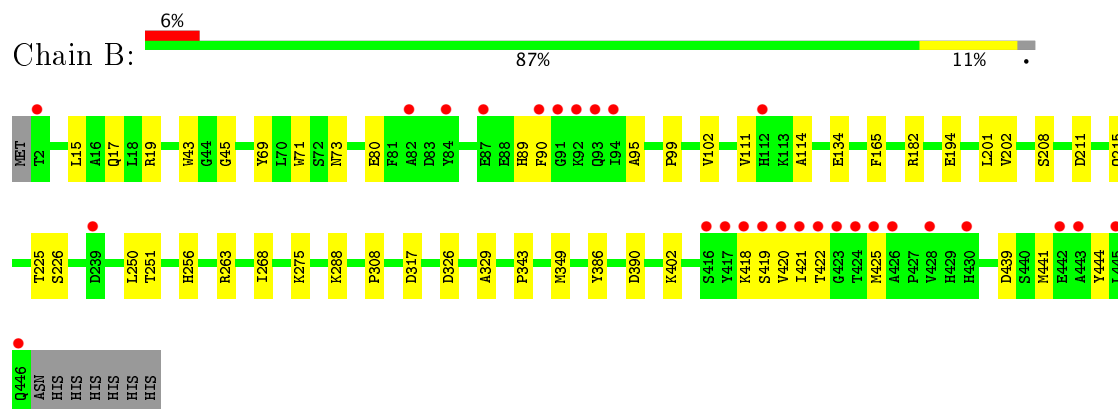 6%
Chain B:
87% 11% •
MET T2 L15 A16 Q17 L18 R19 W43 G44 G45 Y69 L70 W71 S72 N73 E80 F81 A82 D83 Y84 E87 E88 H89 F90 G91 K92 Q93 I94 A95 P99 V102 V111 H112 K113 A114 E134 F165 R182 E194 L201 V202 S208 D211
T225 S226 D239 L250 T251 H256 R263 I268 K275 K288 P308 D317 D326 A329 P343 M349 Y386 D390 K402 S416 Y417 K418 S419 V420 I421 T422 G423 T424 M425 A426 P427 V428 H429 H430 D439 S440 M441 E442 A443 Y444 L445
Q446 ASN HIS HIS HIS HIS HIS HIS